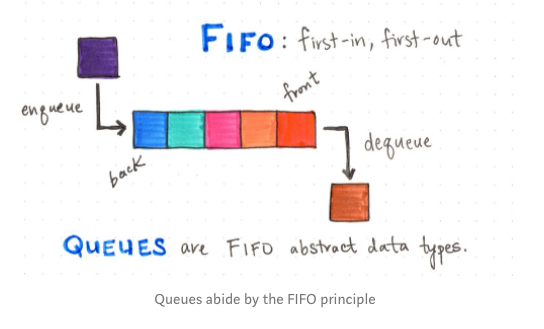 FIFO: first-in, first-out
front
enqueue
dequeue
back
QUEUES are FIFO abstract data types.
Queues abide by the FIFO principle